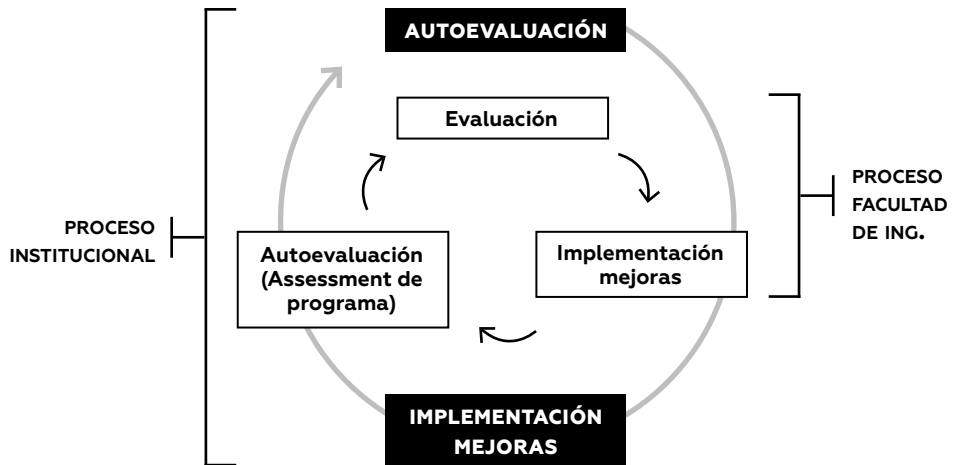 AUTOEVALUACIÓN
Evaluación
PROCESO
FACULTAD
DE ING.
PROCESO
INSTITUCIONAL
Autoevaluación
(Assessment de
programa)
Implementación
mejoras
IMPLEMENTACIÓN
MEJORAS